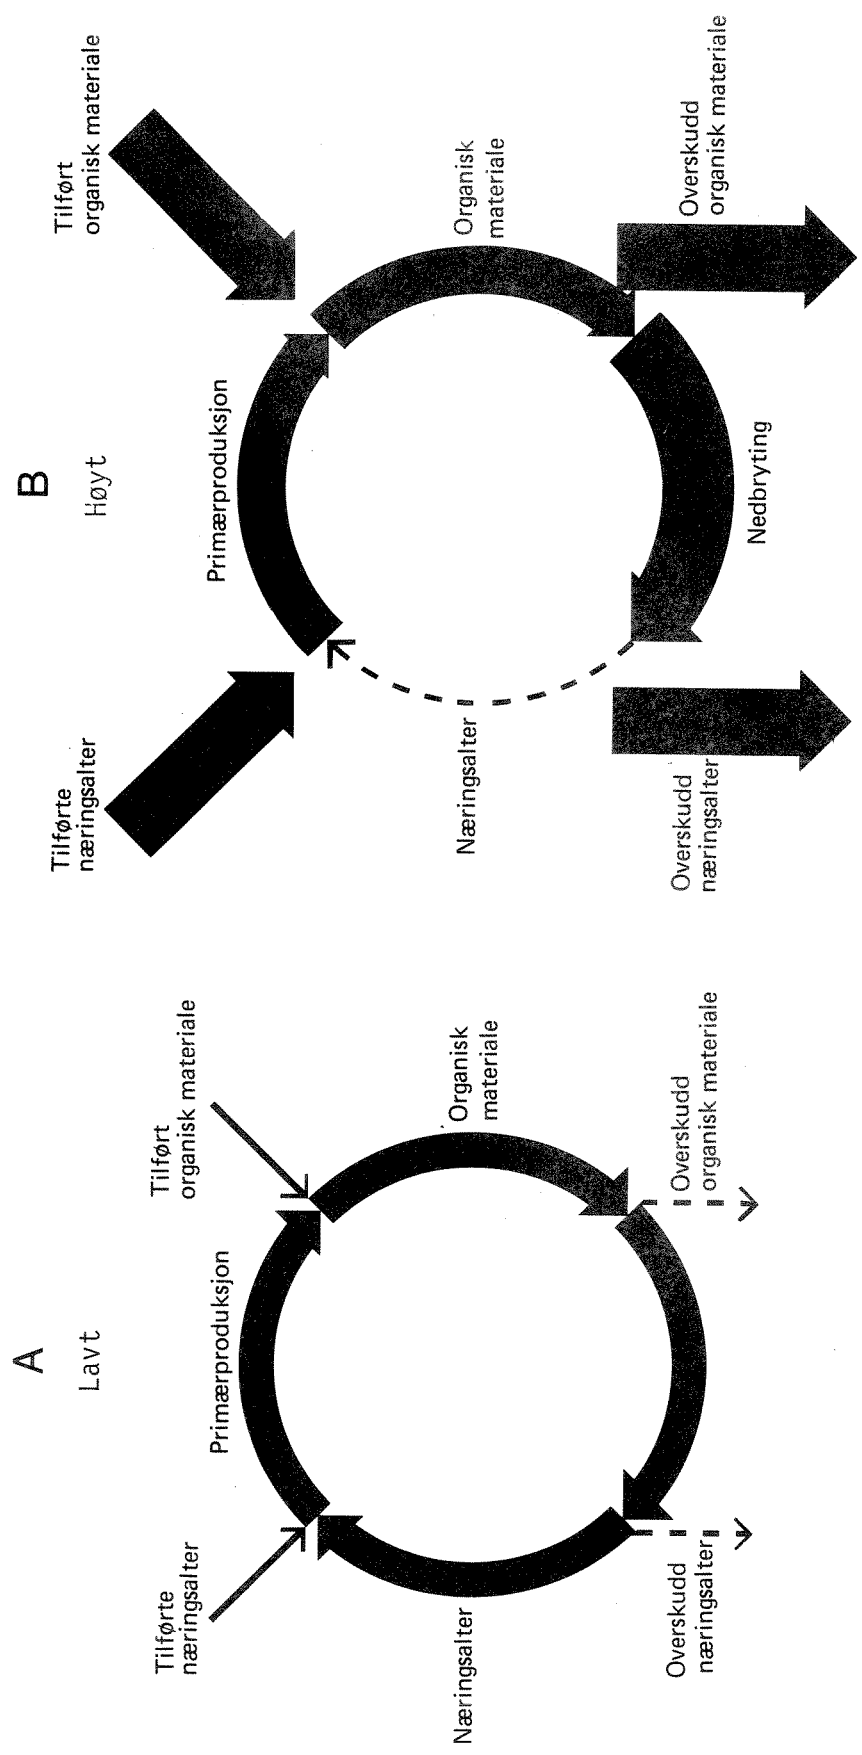 A
Lavt
Tilførte
næringsalter
Primærproduksjon
Tilført
organisk materiale
Næringsalter
Organisk
materiale
Overskudd
næringsalter
Overskudd
organisk materiale
B
Høyt
Tilførte
næringsalter
Primærproduksjon
Tilført
organisk materiale
Næringsalter
Organisk
materiale
Overskudd
næringsalter
Nedbryting
Overskudd
organisk materiale